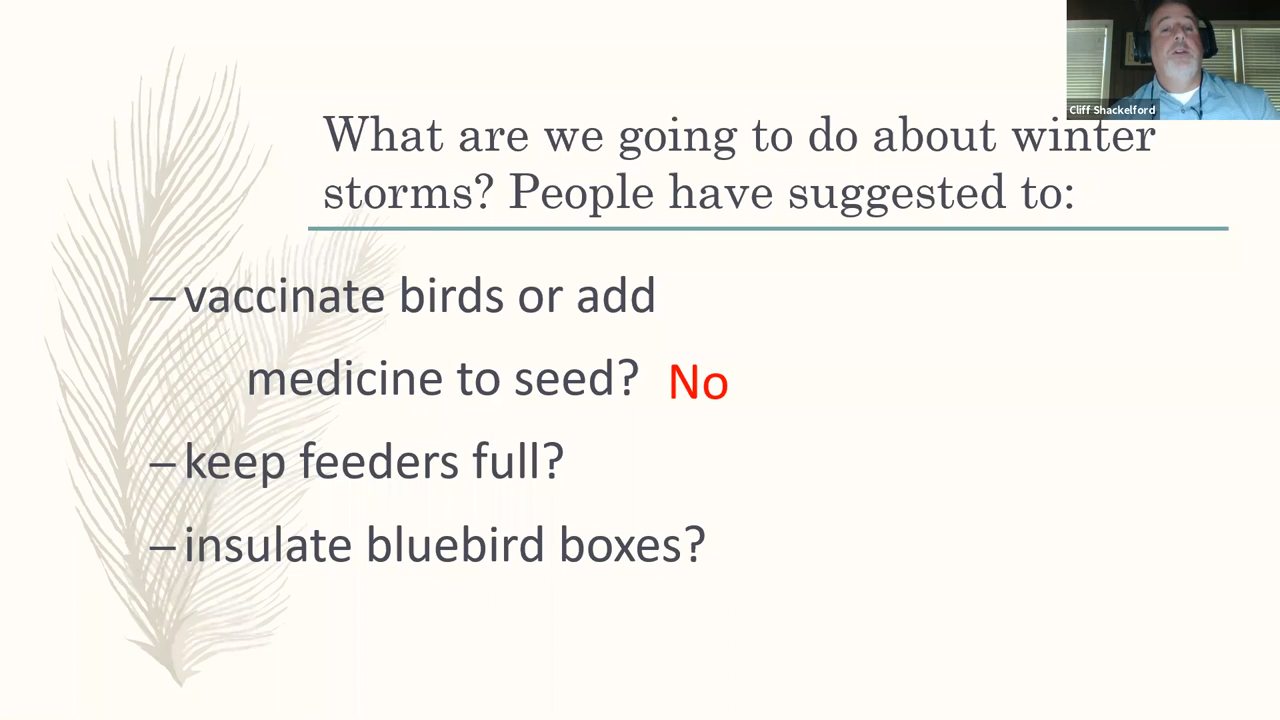 Cliff Shackelford
What are we going to do about winter
storms? People have suggested to:
– vaccinate birds or add
medicine to seed? No
– keep feeders full?
– insulate bluebird boxes?